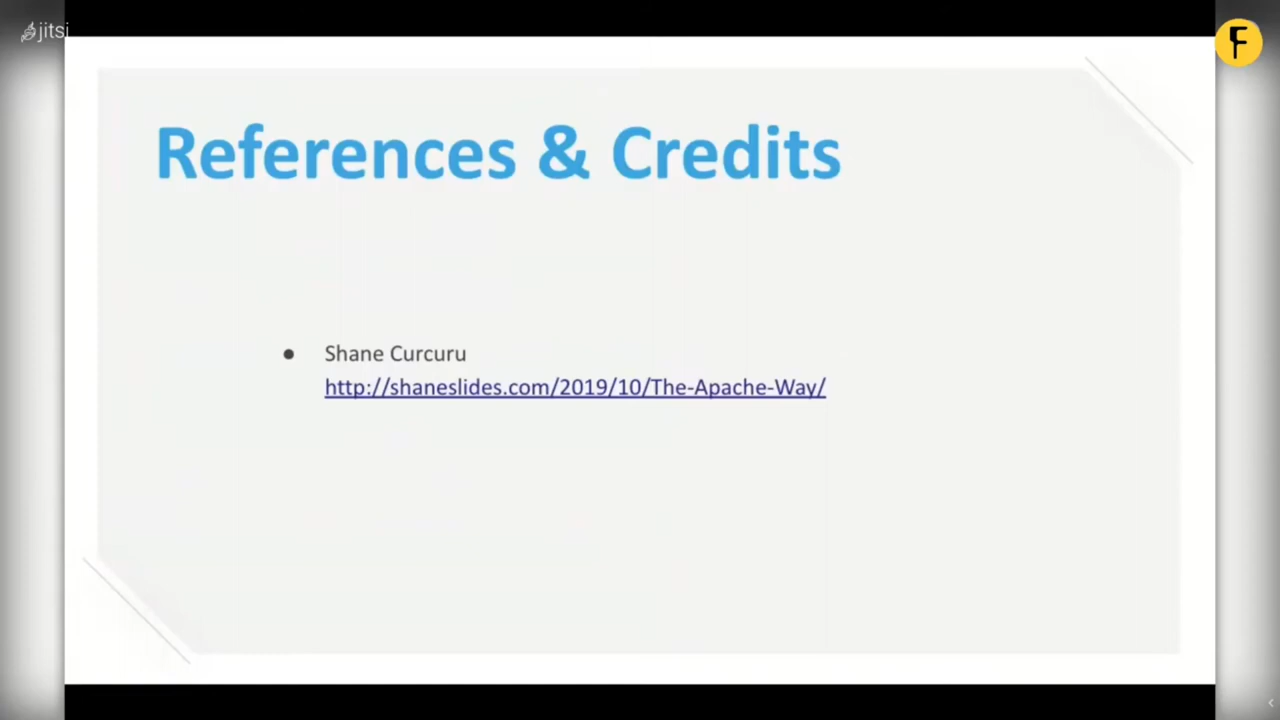 jitsi
F
References & Credits
● Shane Curcuru
http://shaneslides.com/2019/10/The-Apache-Way/